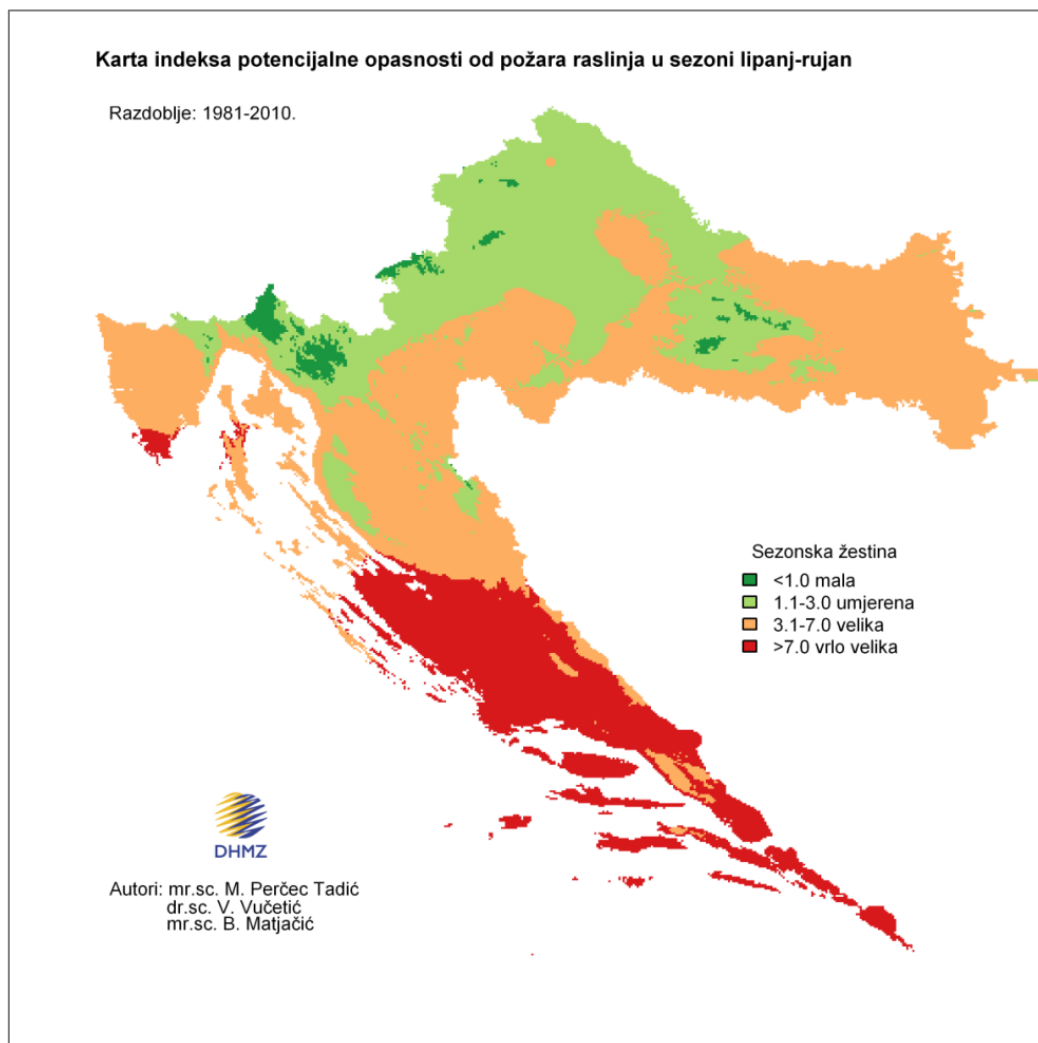 Karta indeksa potencijalne opasnosti od požara raslinja u sezoni lipanj-rujan
Razdoblje: 1981-2010.
Sezonska žestina
<1.0 mala
1.1-3.0 umjerena
3.1-7.0 velika
>7.0 vrlo velika
DHMZ
Autori: mr.sc. M. Perčec Tadić
dr.sc. V. Vučetić
mr.sc. B. Matjačić